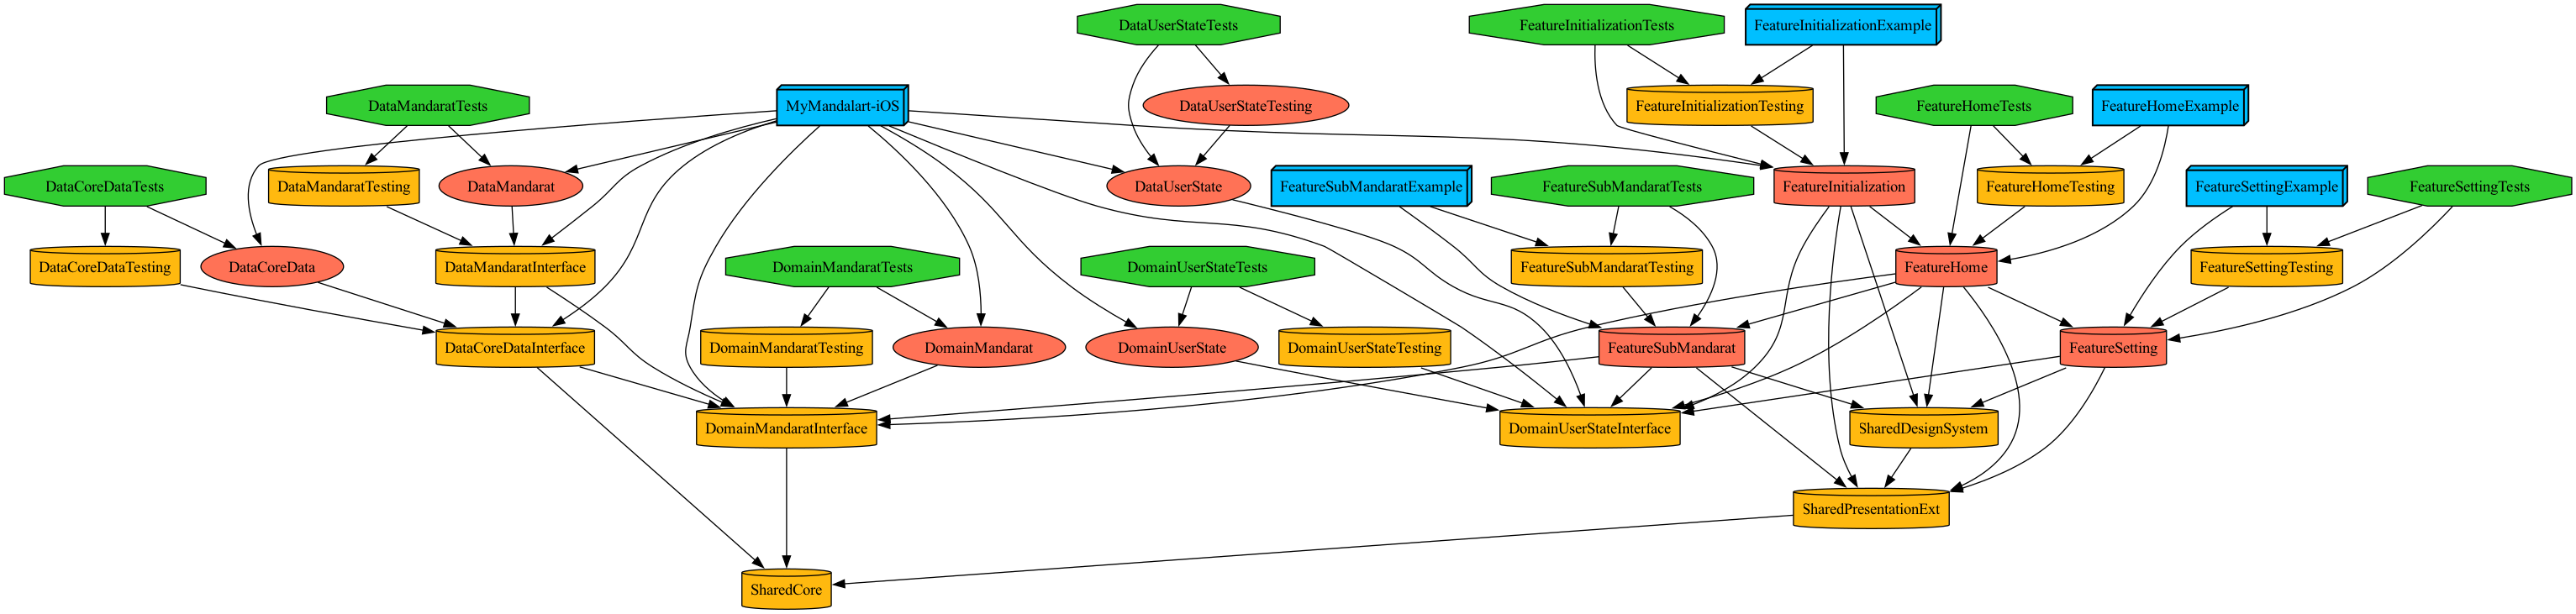 DataUserStateTests
FeatureInitializationTests
FeatureInitializationExample
DataMandaratTests
MyMandalart-iOS
DataUserStateTesting
FeatureInitializationTesting
FeatureHomeTests
FeatureHomeExample
DataCoreDataTests
DataMandaratTesting
DataMandarat
DataUserState
FeatureSubMandaratExample
FeatureSubMandaratTests
FeatureInitialization
FeatureHomeTesting
FeatureSettingExample
FeatureSettingTests
DataCoreDataTesting
DataCoreData
DataMandaratInterface
DomainMandaratTests
DomainUserStateTests
FeatureSubMandaratTesting
FeatureHome
FeatureSettingTesting
DataCoreDataInterface
DomainMandaratTesting
DomainMandarat
DomainUserState
DomainUserStateTesting
FeatureSubMandarat
FeatureSetting
DomainMandaratInterface
DomainUserStateInterface
SharedDesignSystem
SharedPresentationExt
SharedCore